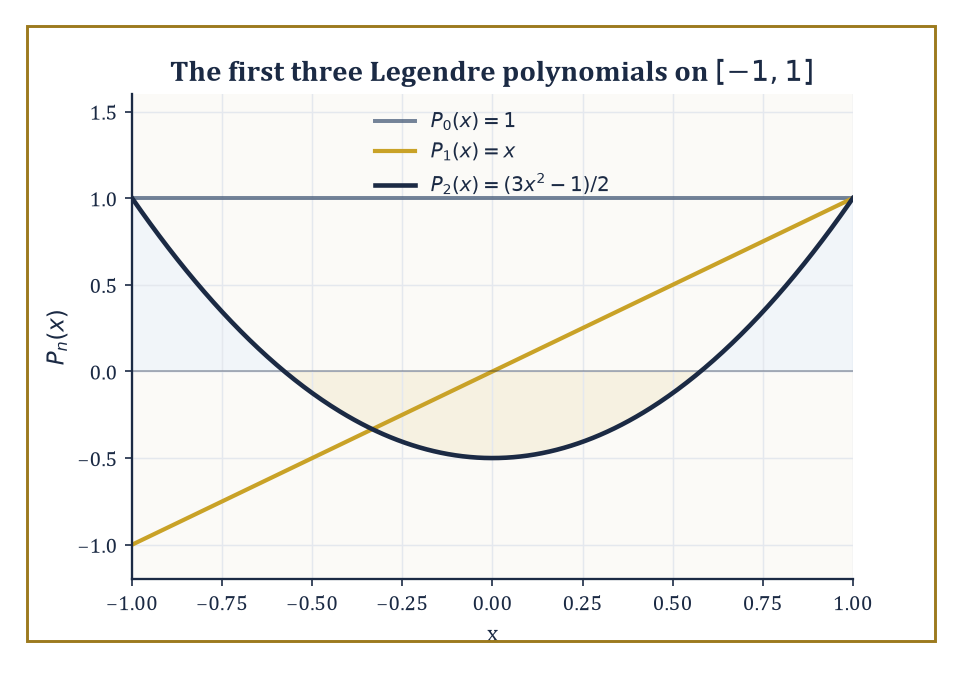 The first three Legendre polynomials on [−1, 1]
P₀(x) = 1
P₁(x) = x
P₂(x) = (3x² − 1)/2
Pₙ(x)
1.5
1.0
0.5
0.0
−0.5
−1.0
−1.00 −0.75 −0.50 −0.25 0.00 0.25 0.50 0.75 1.00
x